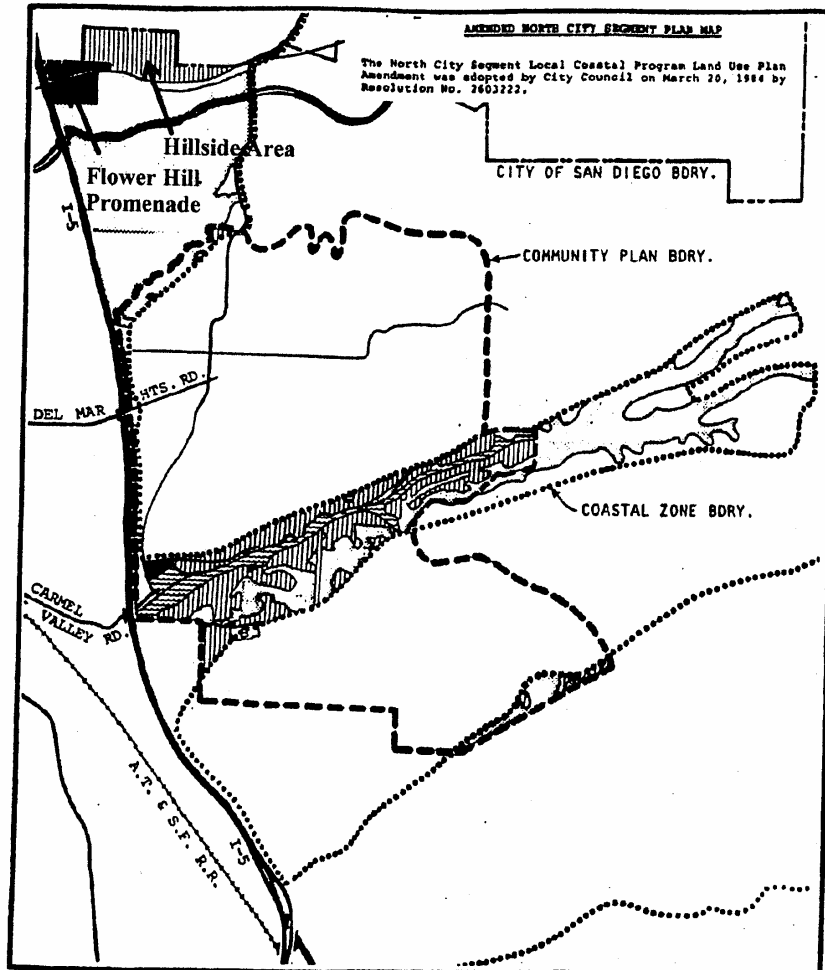 AMENDED NORTH CITY SEGMENT PLAN MAP
The North City Segment Local Coastal Program Land Use Plan
Amendment was adopted by City Council on March 20, 1984 by
Resolution No. 2603222.
Hillside Area
Flower Hill
Promenade
CITY OF SAN DIEGO BDRY.
I-5
COMMUNITY PLAN BDRY.
DEL MAR HTS. RD.
COASTAL ZONE BDRY.
CARMEL
VALLEY RD.
A.T. & S.F. R.R.
I-5